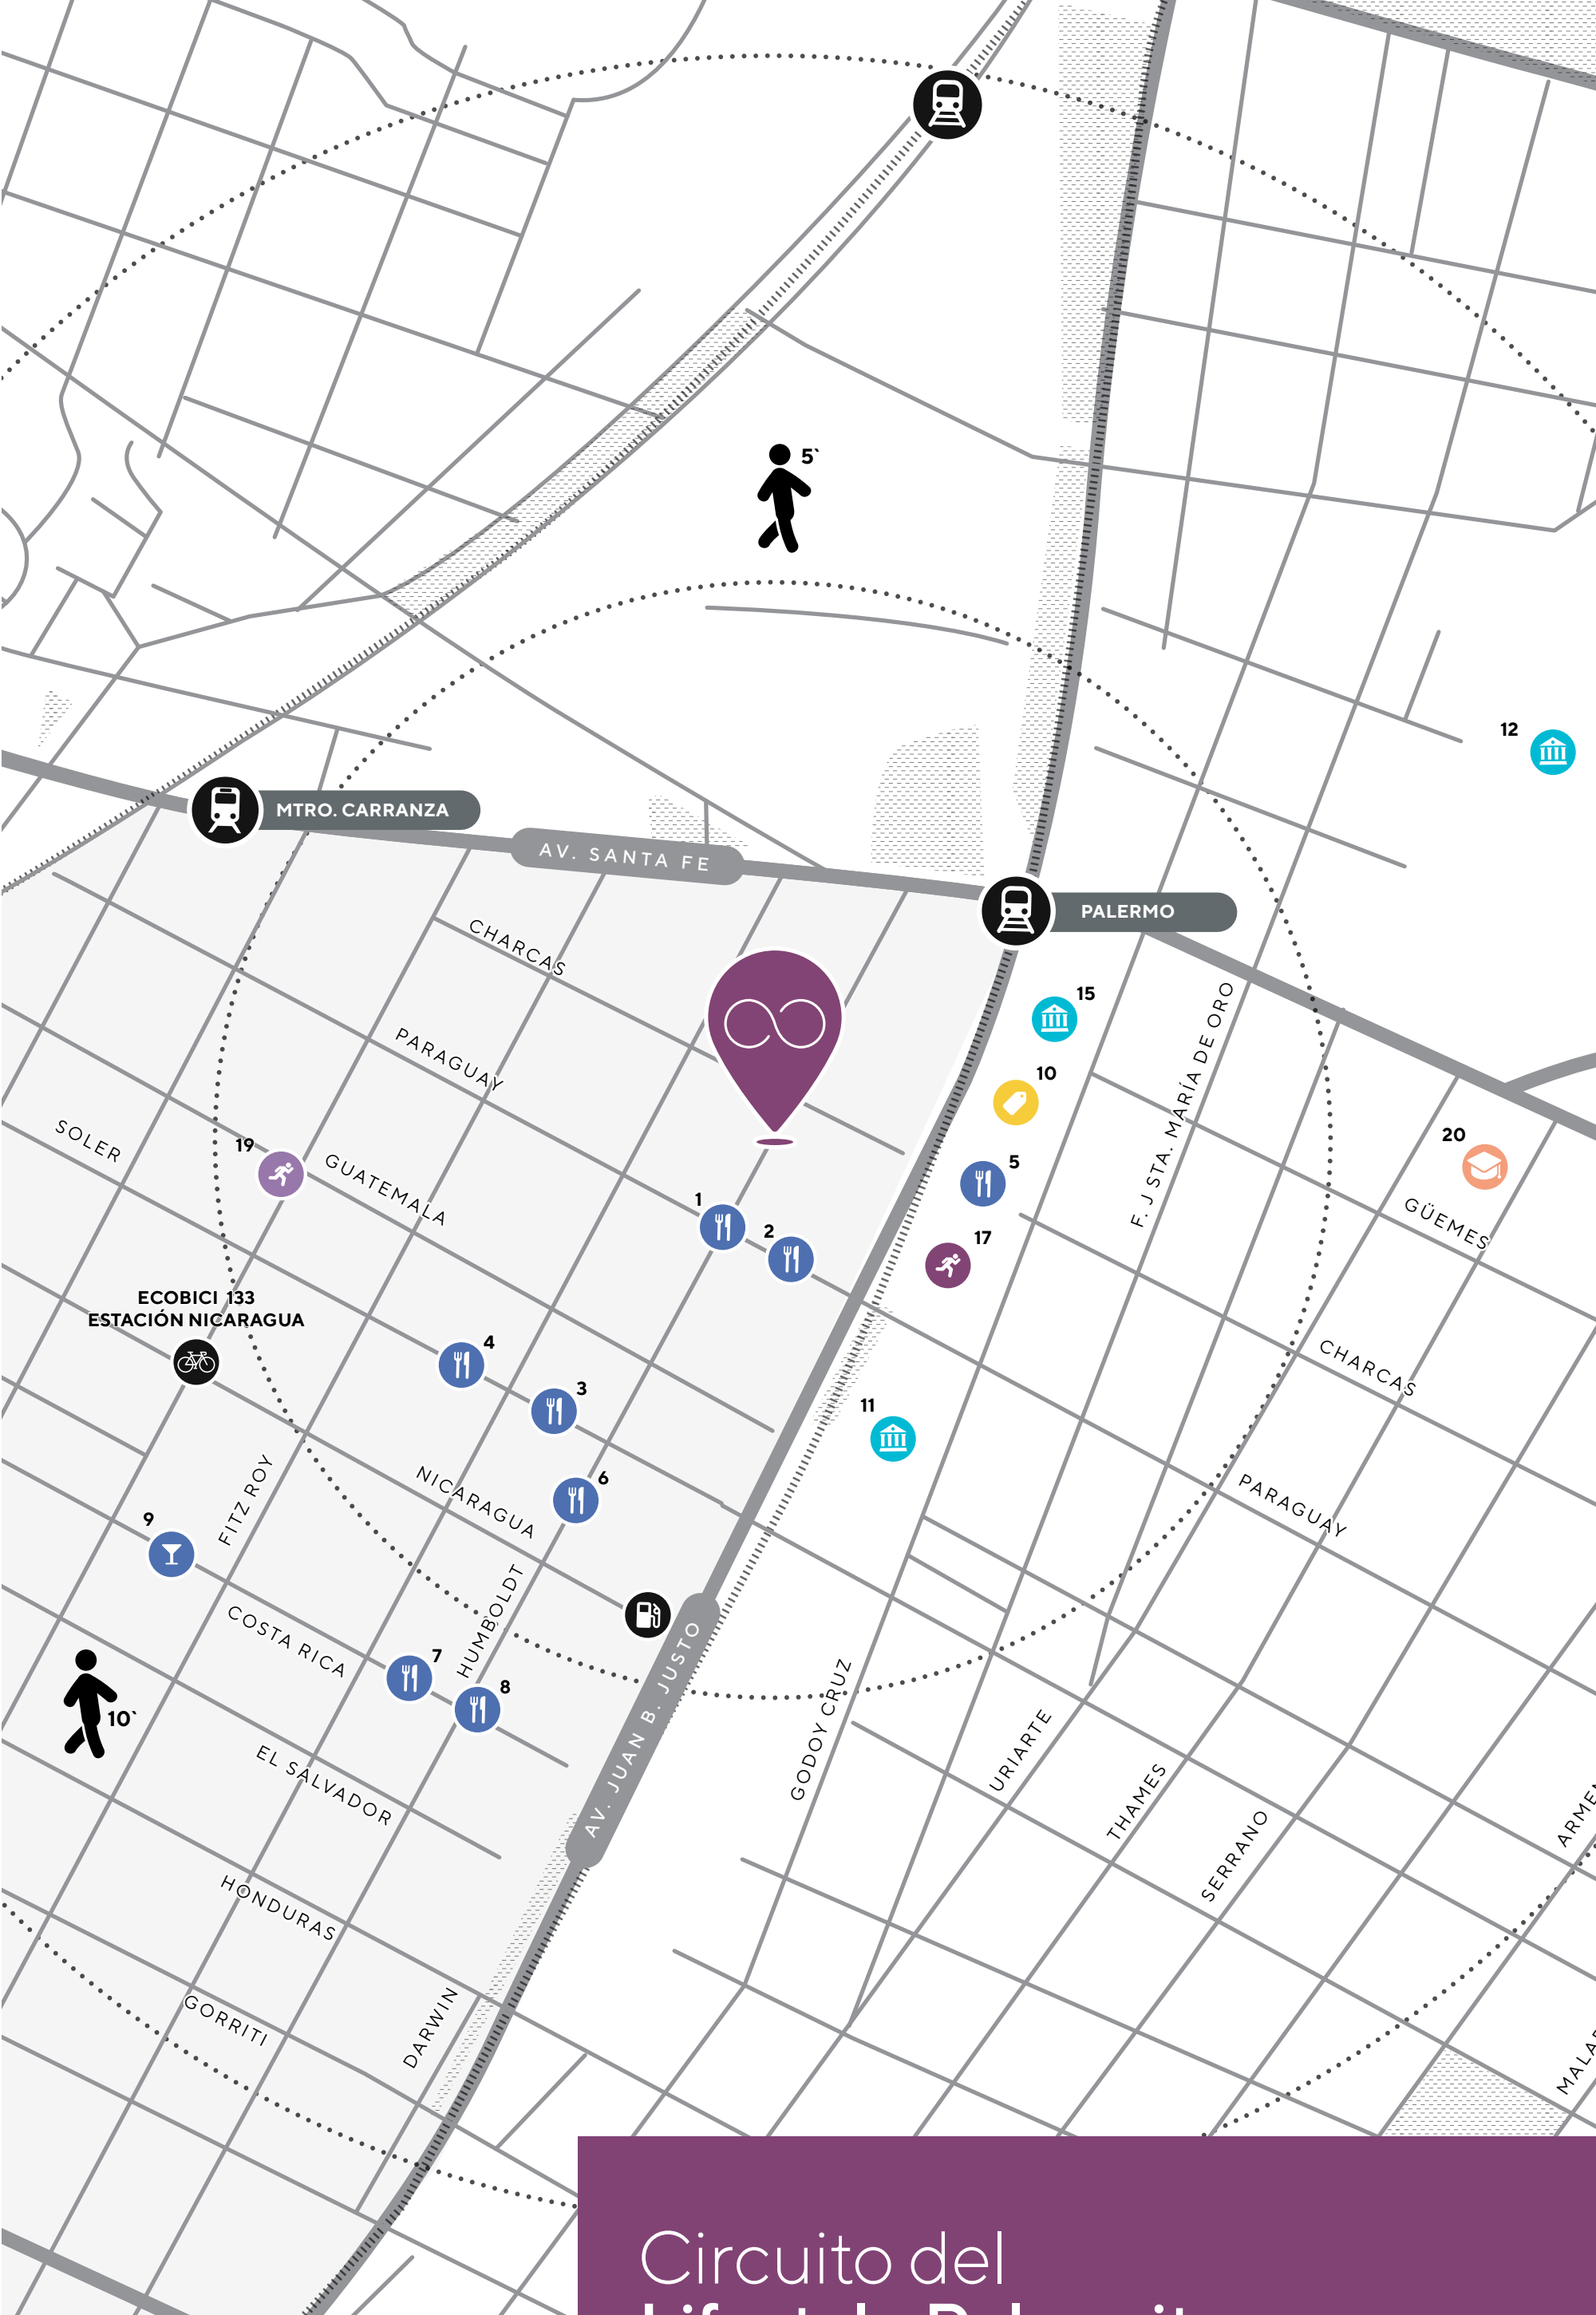 5`
12
MTRO. CARRANZA
AV. SANTA FE
PALERMO
CHARCAS
15
PARAGUAY
10
F. J STA. MARÍA DE ORO
SOLER
19
GUATEMALA
20
5
1
2
GÜEMES
17
ECOBICI 133
ESTACIÓN NICARAGUA
4
3
CHARCAS
11
NICARAGUA
6
FITZ ROY
PARAGUAY
9
HUMBOLDT
COSTA RICA
7
8
10`
AV. JUAN B. JUSTO
GODOY CRUZ
URIARTE
EL SALVADOR
THAMES
SERRANO
HONDURAS
GORRITI
DARWIN
Circuito del